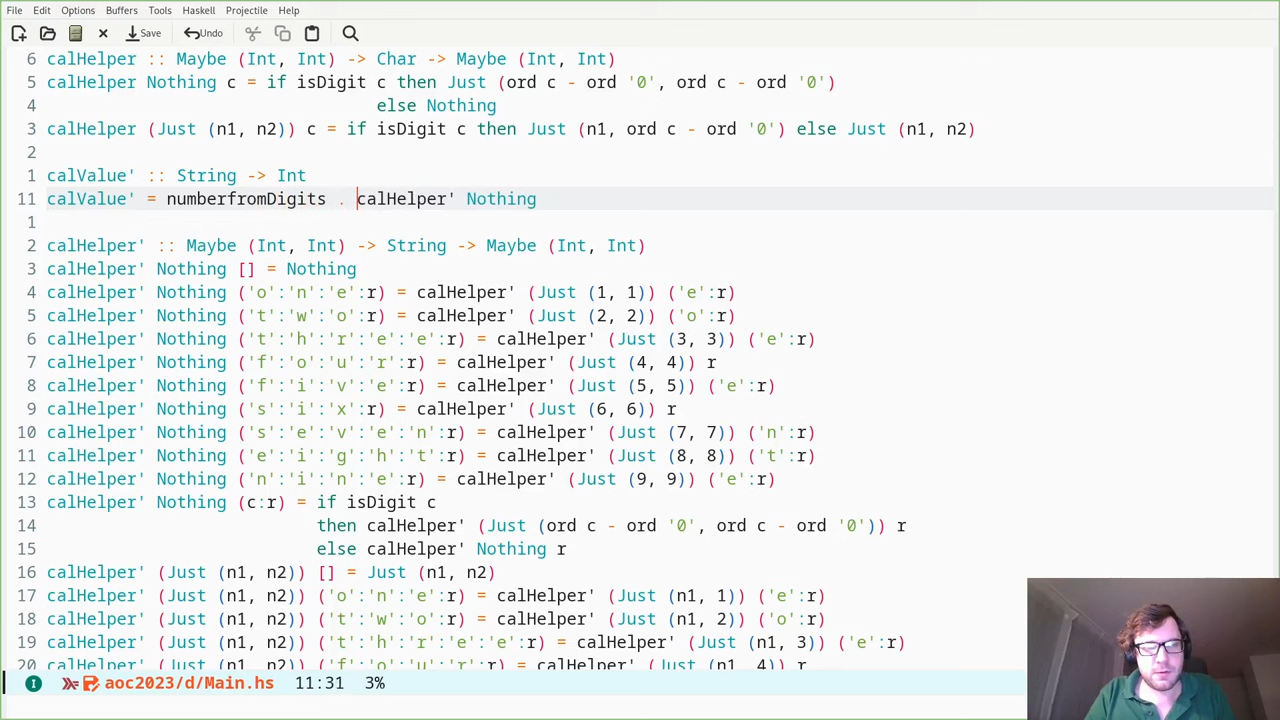 File Edit Options Buffers Tools Haskell Projectile Help
Save Undo
6 calHelper :: Maybe (Int, Int) -> Char -> Maybe (Int, Int)
5 calHelper Nothing c = if isDigit c then Just (ord c - ord '0', ord c - ord '0')
4 else Nothing
3 calHelper (Just (n1, n2)) c = if isDigit c then Just (n1, ord c - ord '0') else Just (n1, n2)
2
1 calValue' :: String -> Int
11 calValue' = numberfromDigits . calHelper' Nothing
1
2 calHelper' :: Maybe (Int, Int) -> String -> Maybe (Int, Int)
3 calHelper' Nothing [] = Nothing
4 calHelper' Nothing ('o':'n':'e':r) = calHelper' (Just (1, 1)) ('e':r)
5 calHelper' Nothing ('t':'w':'o':r) = calHelper' (Just (2, 2)) ('o':r)
6 calHelper' Nothing ('t':'h':'r':'e':'e':r) = calHelper' (Just (3, 3)) ('e':r)
7 calHelper' Nothing ('f':'o':'u':'r':r) = calHelper' (Just (4, 4)) r
8 calHelper' Nothing ('f':'i':'v':'e':r) = calHelper' (Just (5, 5)) ('e':r)
9 calHelper' Nothing ('s':'i':'x':r) = calHelper' (Just (6, 6)) r
10 calHelper' Nothing ('s':'e':'v':'e':'n':r) = calHelper' (Just (7, 7)) ('n':r)
11 calHelper' Nothing ('e':'i':'g':'h':'t':r) = calHelper' (Just (8, 8)) ('t':r)
12 calHelper' Nothing ('n':'i':'n':'e':r) = calHelper' (Just (9, 9)) ('e':r)
13 calHelper' Nothing (c:r) = if isDigit c
14 then calHelper' (Just (ord c - ord '0', ord c - ord '0')) r
15 else calHelper' Nothing r
16 calHelper' (Just (n1, n2)) [] = Just (n1, n2)
17 calHelper' (Just (n1, n2)) ('o':'n':'e':r) = calHelper' (Just (n1, 1)) ('e':r)
18 calHelper' (Just (n1, n2)) ('t':'w':'o':r) = calHelper' (Just (n1, 2)) ('o':r)
19 calHelper' (Just (n1, n2)) ('t':'h':'r':'e':'e':r) = calHelper' (Just (n1, 3)) ('e':r)
20 calHelper' (Just (n1, n2)) ('f':'o':'u':'r':r) = calHelper' (Just (n1, 4)) r
I aoc2023/d/Main.hs 11:31 3%